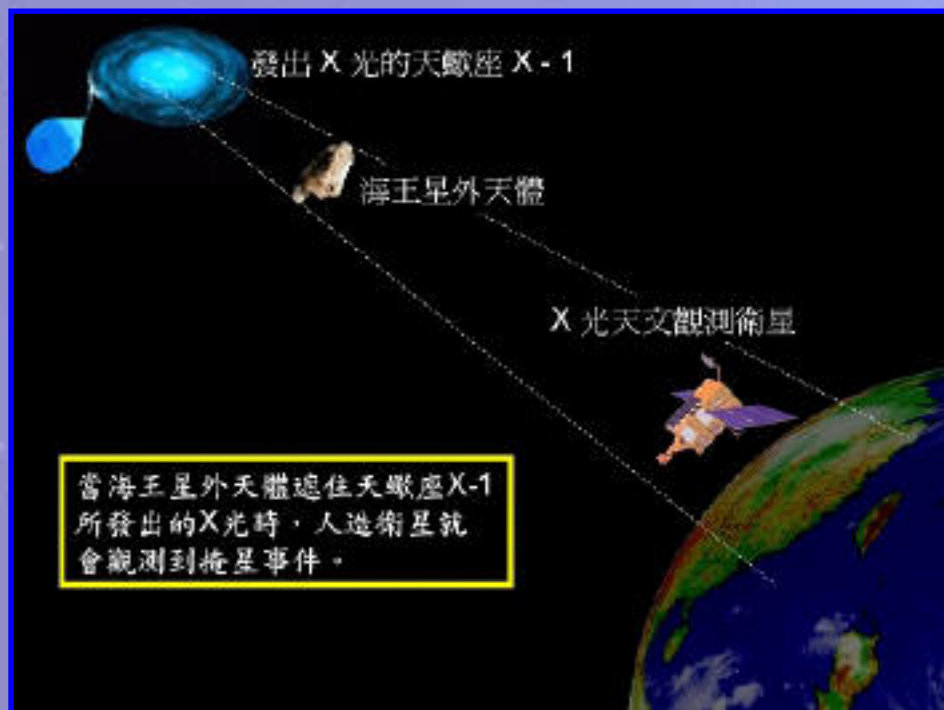 發出 X 光的天蠍座 X - 1
海王星外天體
X 光天文觀測衛星
當海王星外天體遮住天蠍座X-1
所發出的X光時，人造衛星就
會觀測到掩星事件。